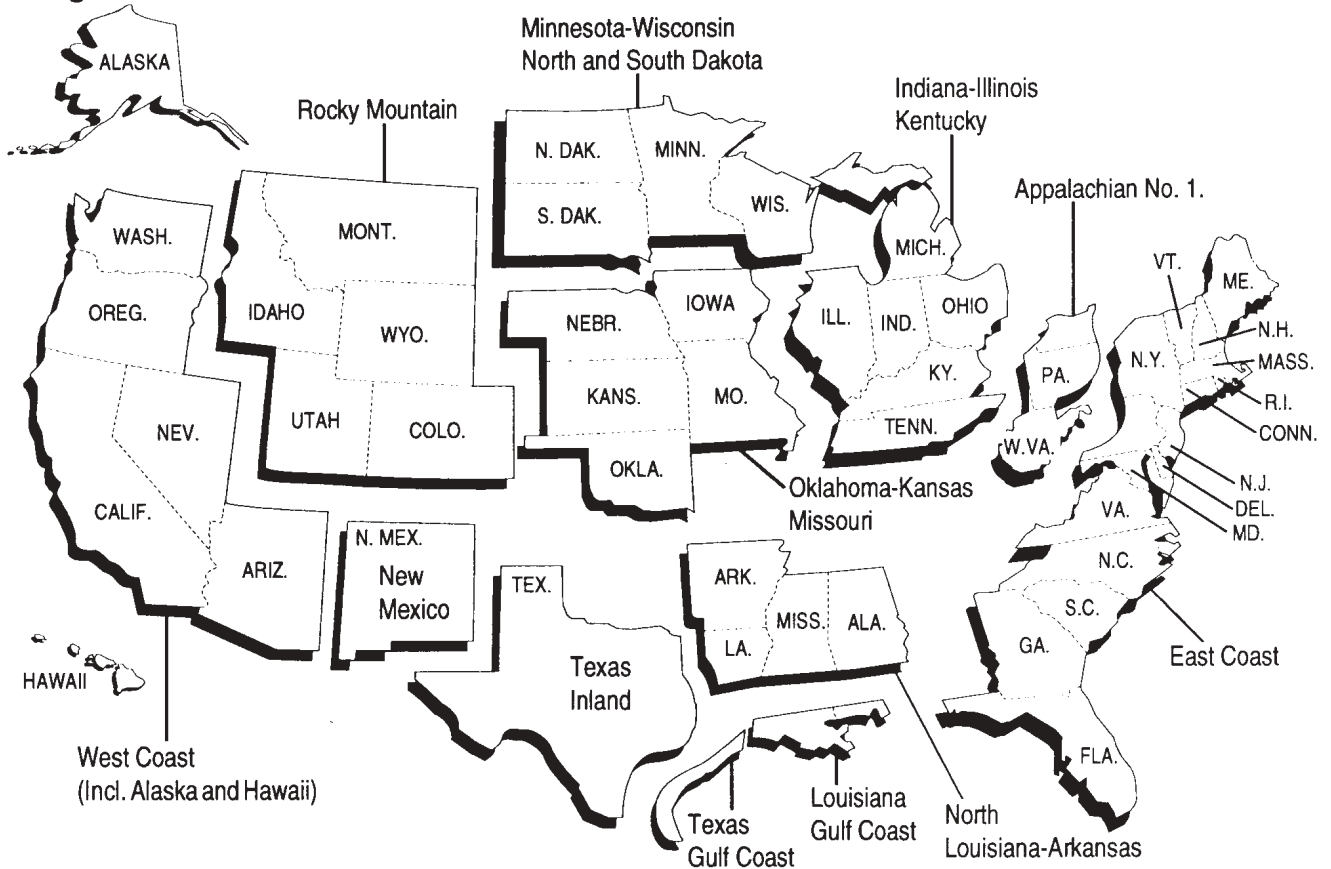 ALASKA
Minnesota-Wisconsin
North and South Dakota
Rocky Mountain
Indiana-Illinois
Kentucky
Appalachian No. 1.
N. DAK.
MINN.
S. DAK.
WIS.
WASH.
MONT.
MICH.
VT.
ME.
OREG.
IDAHO
WYO.
NEBR.
IOWA
ILL.
IND.
OHIO
N.Y.
N.H.
MASS.
PA.
KY.
KANS.
MO.
R.I.
CONN.
NEV.
UTAH
COLO.
TENN.
W.VA.
OKLA.
Oklahoma-Kansas
Missouri
N.J.
DEL.
MD.
VA.
CALIF.
ARIZ.
N. MEX.
New
Mexico
TEX.
Texas
Inland
ARK.
MISS.
ALA.
LA.
N.C.
S.C.
GA.
East Coast
HAWAII
West Coast
(Incl. Alaska and Hawaii)
FLA.
Texas
Gulf Coast
Louisiana
Gulf Coast
North
Louisiana-Arkansas